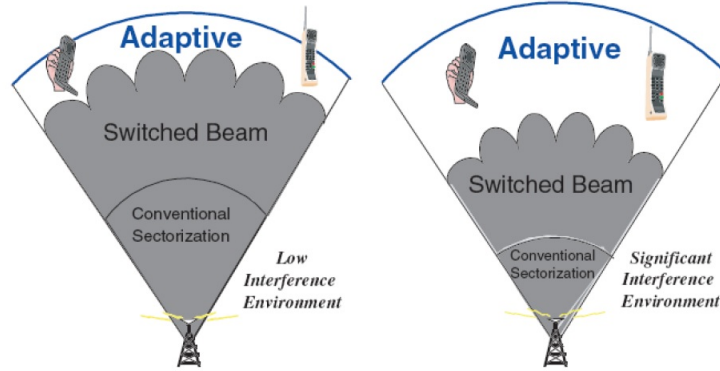 Adaptive
Switched Beam
Conventional
Sectorization
Low
Interference
Environment
Adaptive
Switched Beam
Conventional
Sectorization
Significant
Interference
Environment